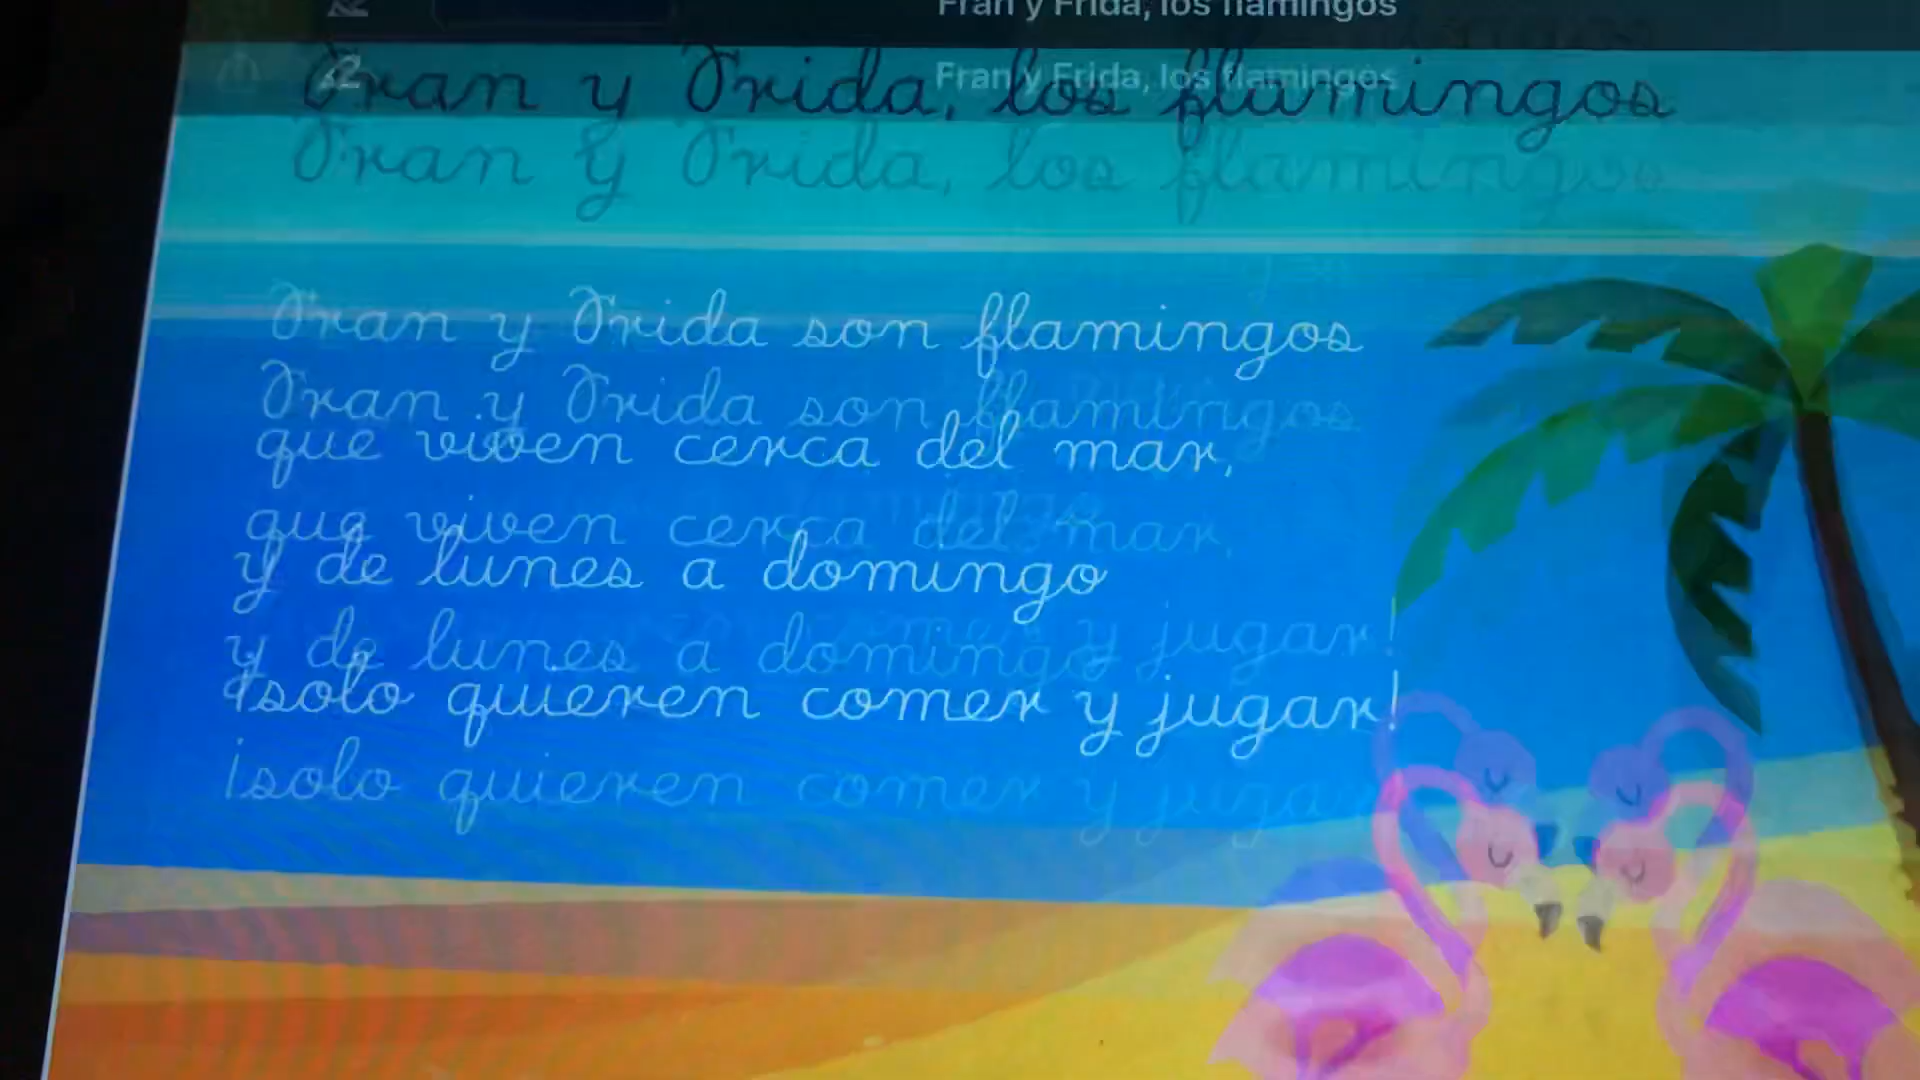 Fran y Frida, los flamingos
Fran y Frida, los flamingos
Fran y Frida, los flamingos
Fran y Frida, los flamingos
Fran y Frida son flamingos
Fran y Frida son flamingos
que viven cerca del mar,
que viven cerca del mar,
y de lunes a domingo
y de lunes a domingo
¡solo quieren comer y jugar!
¡solo quieren comer y jugar